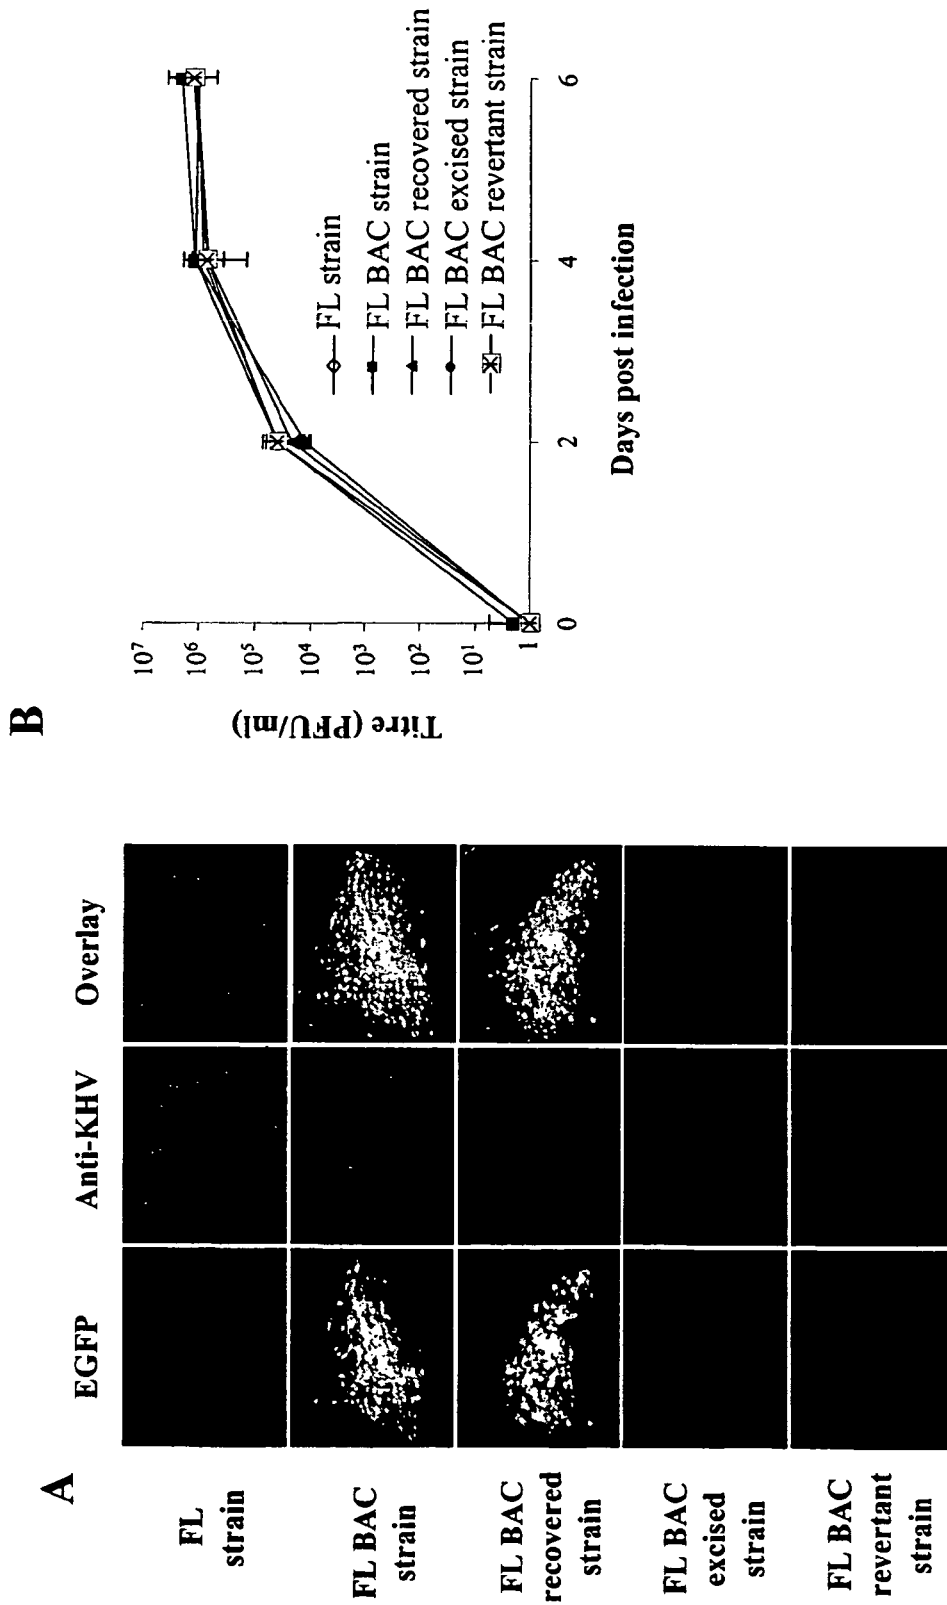 A
EGFP
Anti-KHV
Overlay
FL
strain
FL BAC
strain
FL BAC
recovered
strain
FL BAC
excised
strain
FL BAC
revertant
strain
B
Titre (PFU/ml)
10⁷
10⁶
10⁵
10⁴
10³
10²
10¹
1
0
2
4
6
Days post infection
FL strain
FL BAC strain
FL BAC recovered strain
FL BAC excised strain
FL BAC revertant strain